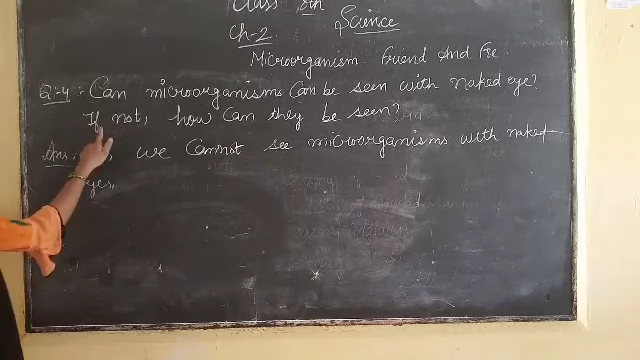 Class 8th
Science
Ch-2
Microorganism Friend And Foe.
Q:-4 :- Can microorganisms can be seen with naked eye?
If not, how can they be seen?
Ans: we cannot see microorganisms with naked
eyes,